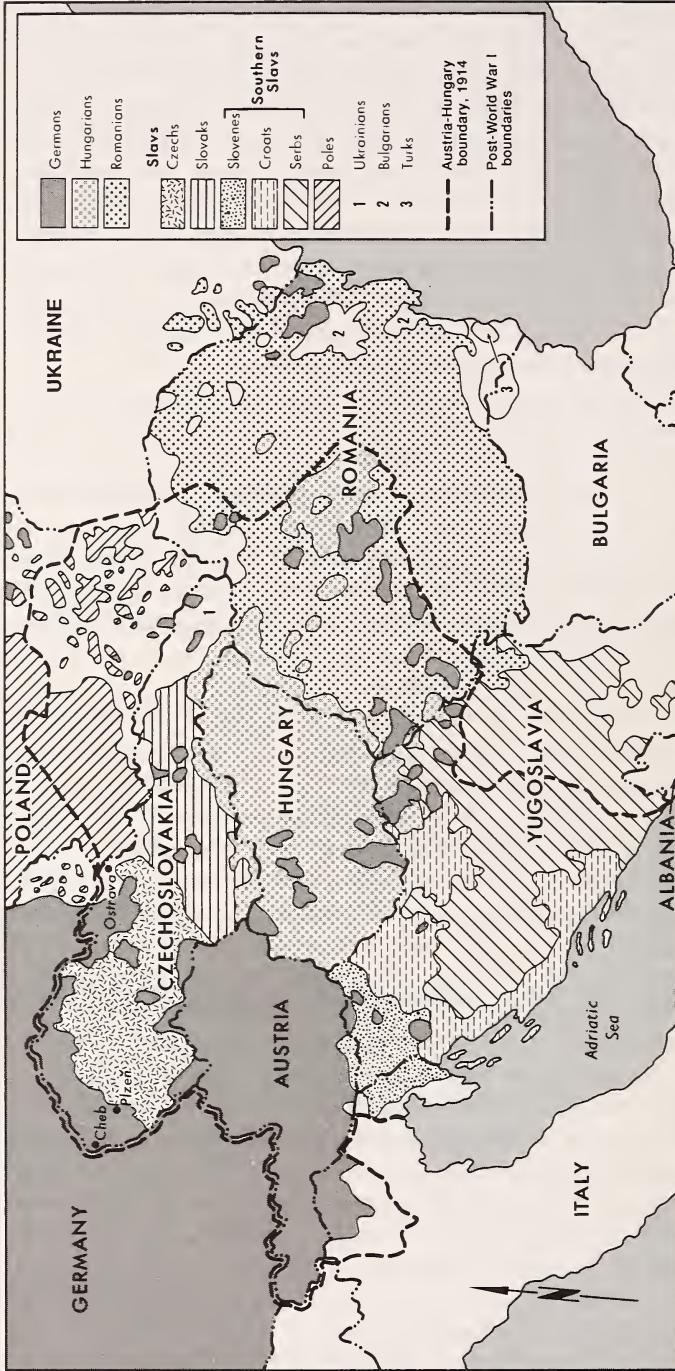 Germans
Hungarians
Romanians
Slavs
Czechs
Slovaks
Slovenes
Croats
Serbs
Southern
Slavs
Poles
1 Ukrainians
2 Bulgarians
3 Turks
Austria-Hungary
boundary, 1914
Post-World War I
boundaries
UKRAINE
POLAND
GERMANY
Ostrava
CZECHOSLOVAKIA
Cheb
Plzeň
1
2
AUSTRIA
HUNGARY
ROMANIA
2
3
YUGOSLAVIA
BULGARIA
ITALY
Adriatic
Sea
ALBANIA
N